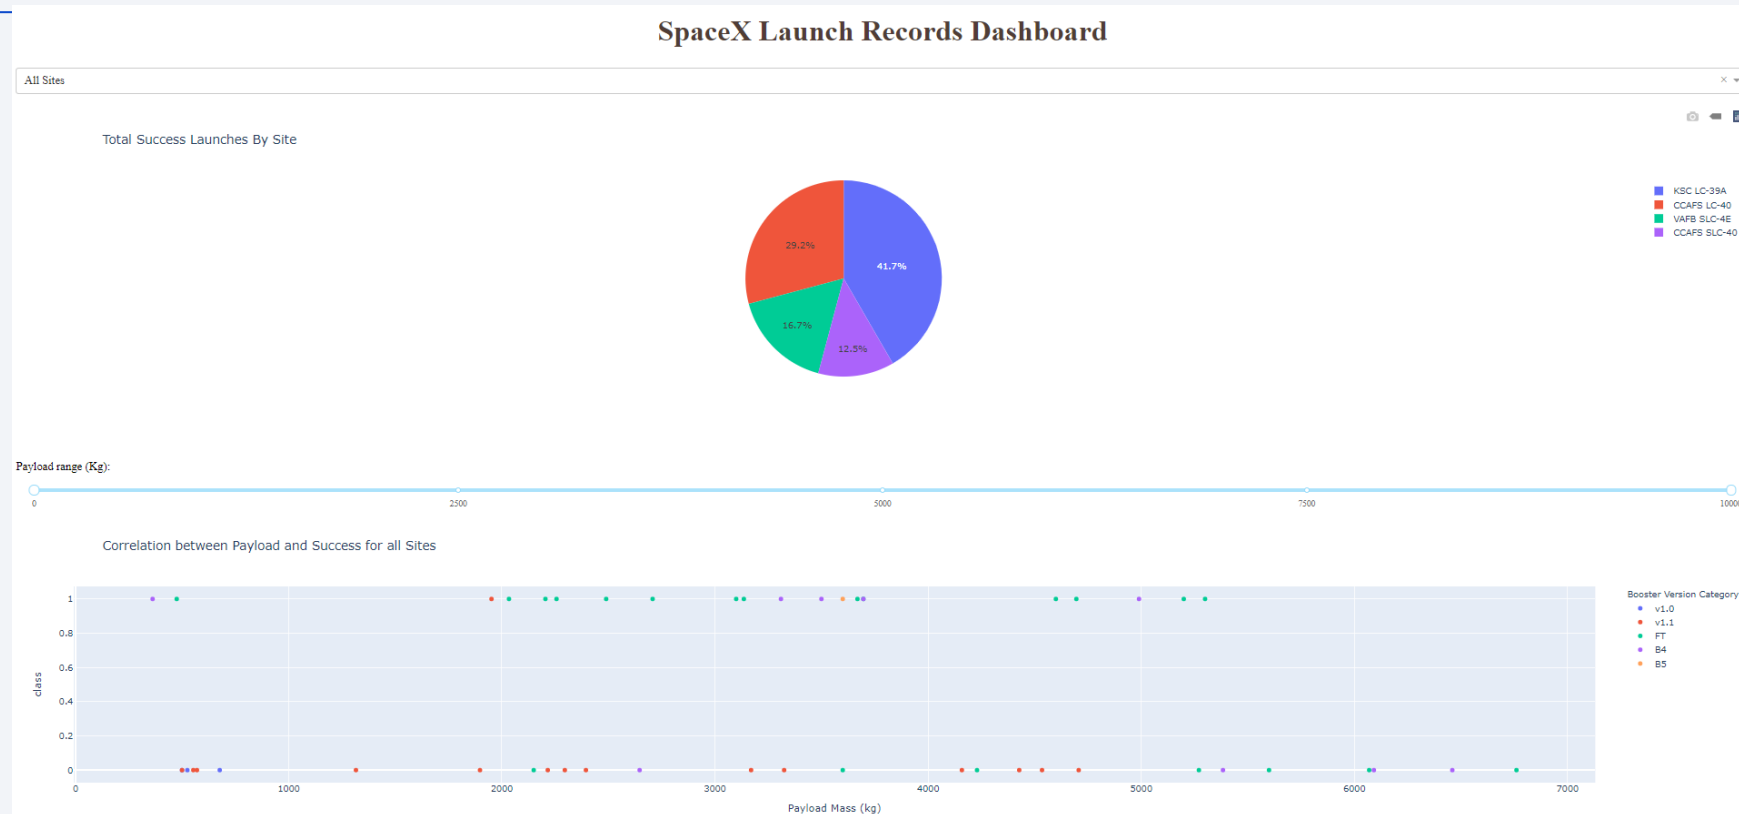 SpaceX Launch Records Dashboard
All Sites
Total Success Launches By Site
KSC LC-39A
CCAFS LC-40
VAFB SLC-4E
CCAFS SLC-40
29.2%
41.7%
16.7%
12.5%
Payload range (Kg):
0 2500 5000 7500 10000
Correlation between Payload and Success for all Sites
Booster Version Category
v1.0
v1.1
FT
B4
B5
class
1
0.8
0.6
0.4
0.2
0
0 1000 2000 3000 4000 5000 6000 7000
Payload Mass (kg)